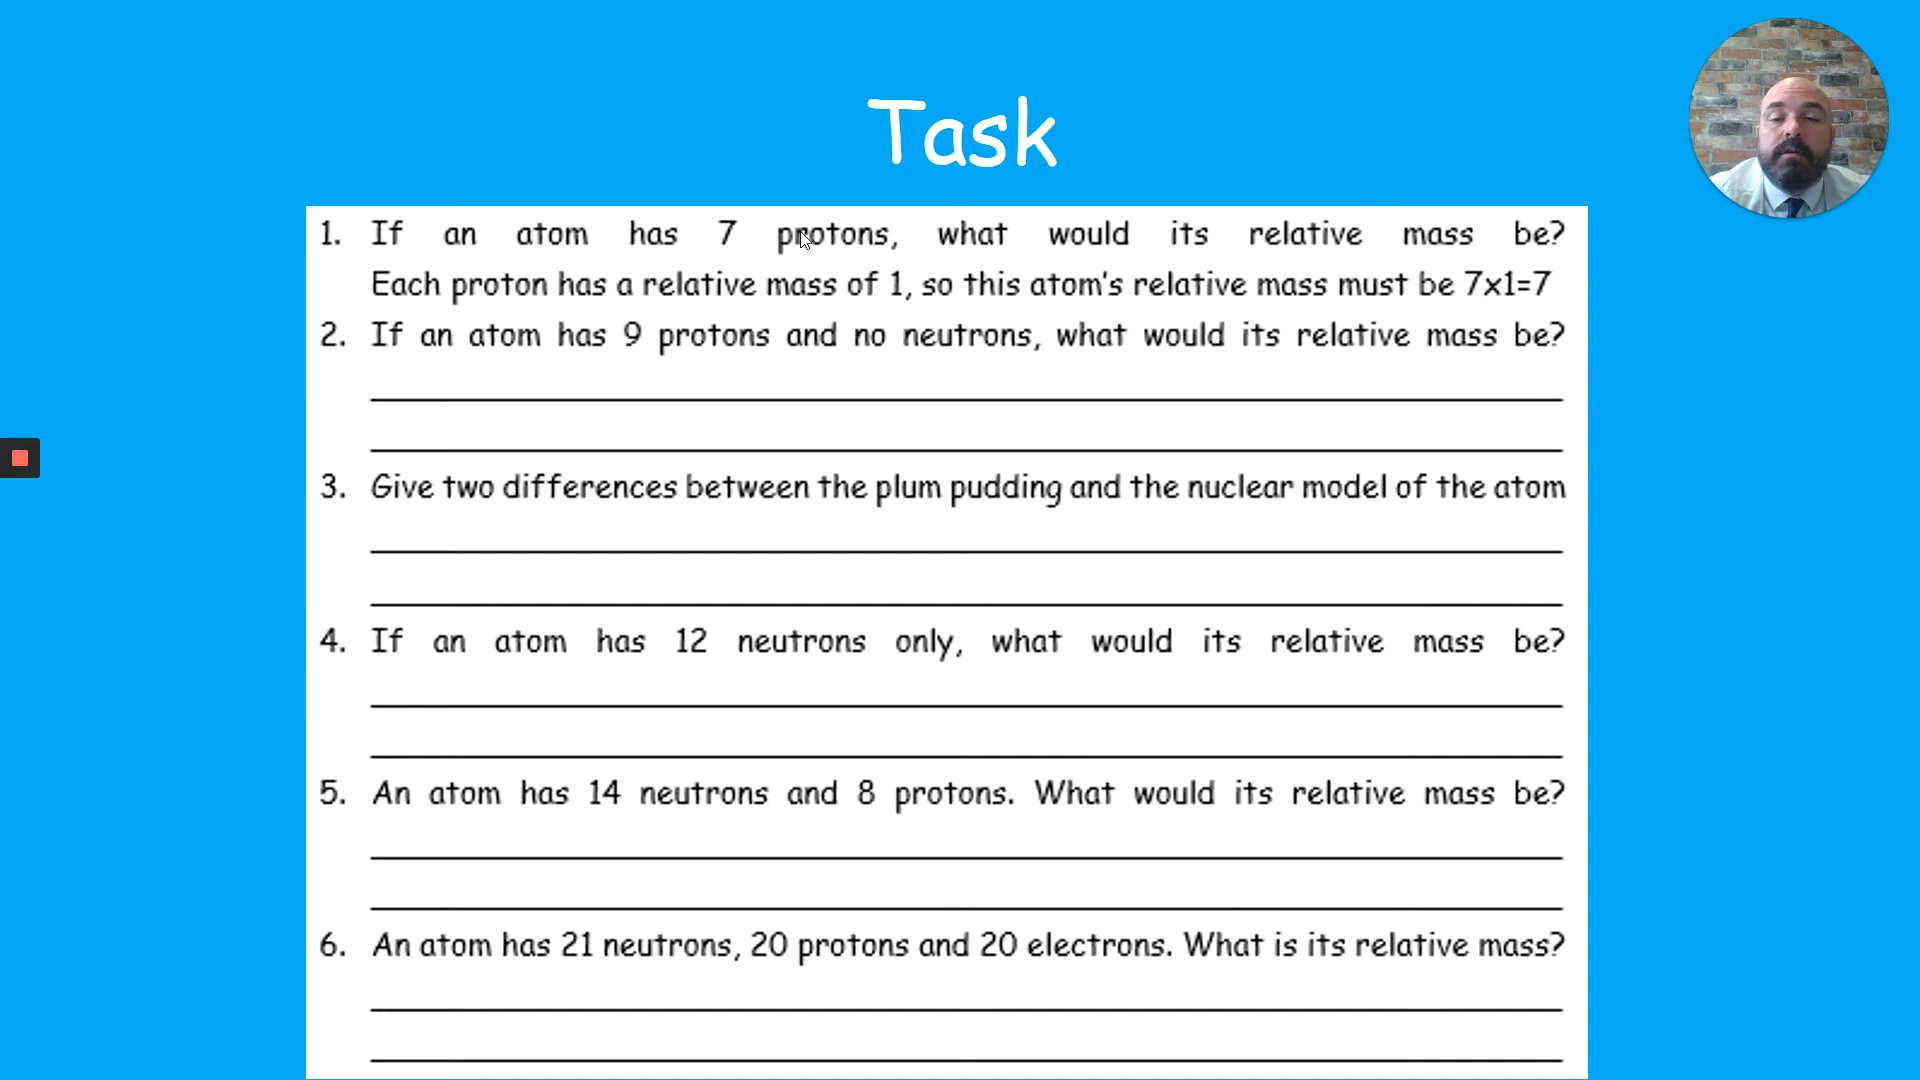 Task
1. If an atom has 7 protons, what would its relative mass be?
Each proton has a relative mass of 1, so this atom's relative mass must be 7x1=7
2. If an atom has 9 protons and no neutrons, what would its relative mass be?
3. Give two differences between the plum pudding and the nuclear model of the atom
4. If an atom has 12 neutrons only, what would its relative mass be?
5. An atom has 14 neutrons and 8 protons. What would its relative mass be?
6. An atom has 21 neutrons, 20 protons and 20 electrons. What is its relative mass?